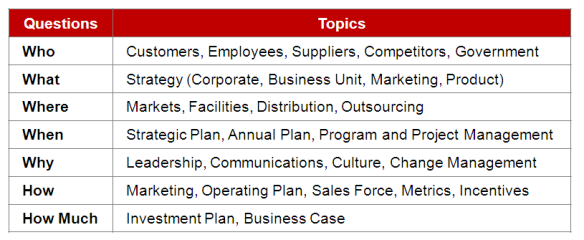 Questions Topics
Who Customers, Employees, Suppliers, Competitors, Government
What Strategy (Corporate, Business Unit, Marketing, Product)
Where Markets, Facilities, Distribution, Outsourcing
When Strategic Plan, Annual Plan, Program and Project Management
Why Leadership, Communications, Culture, Change Management
How Marketing, Operating Plan, Sales Force, Metrics, Incentives
How Much Investment Plan, Business Case